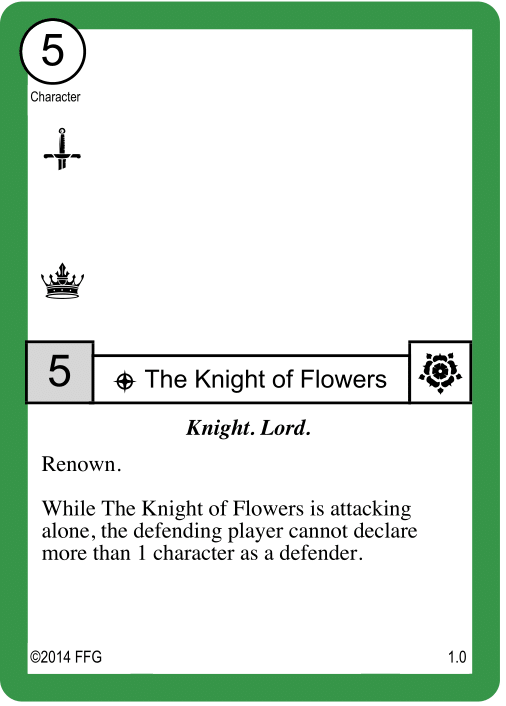 5
Character
5
The Knight of Flowers
Knight. Lord.
Renown.
While The Knight of Flowers is attacking
alone, the defending player cannot declare
more than 1 character as a defender.
©2014 FFG
1.0